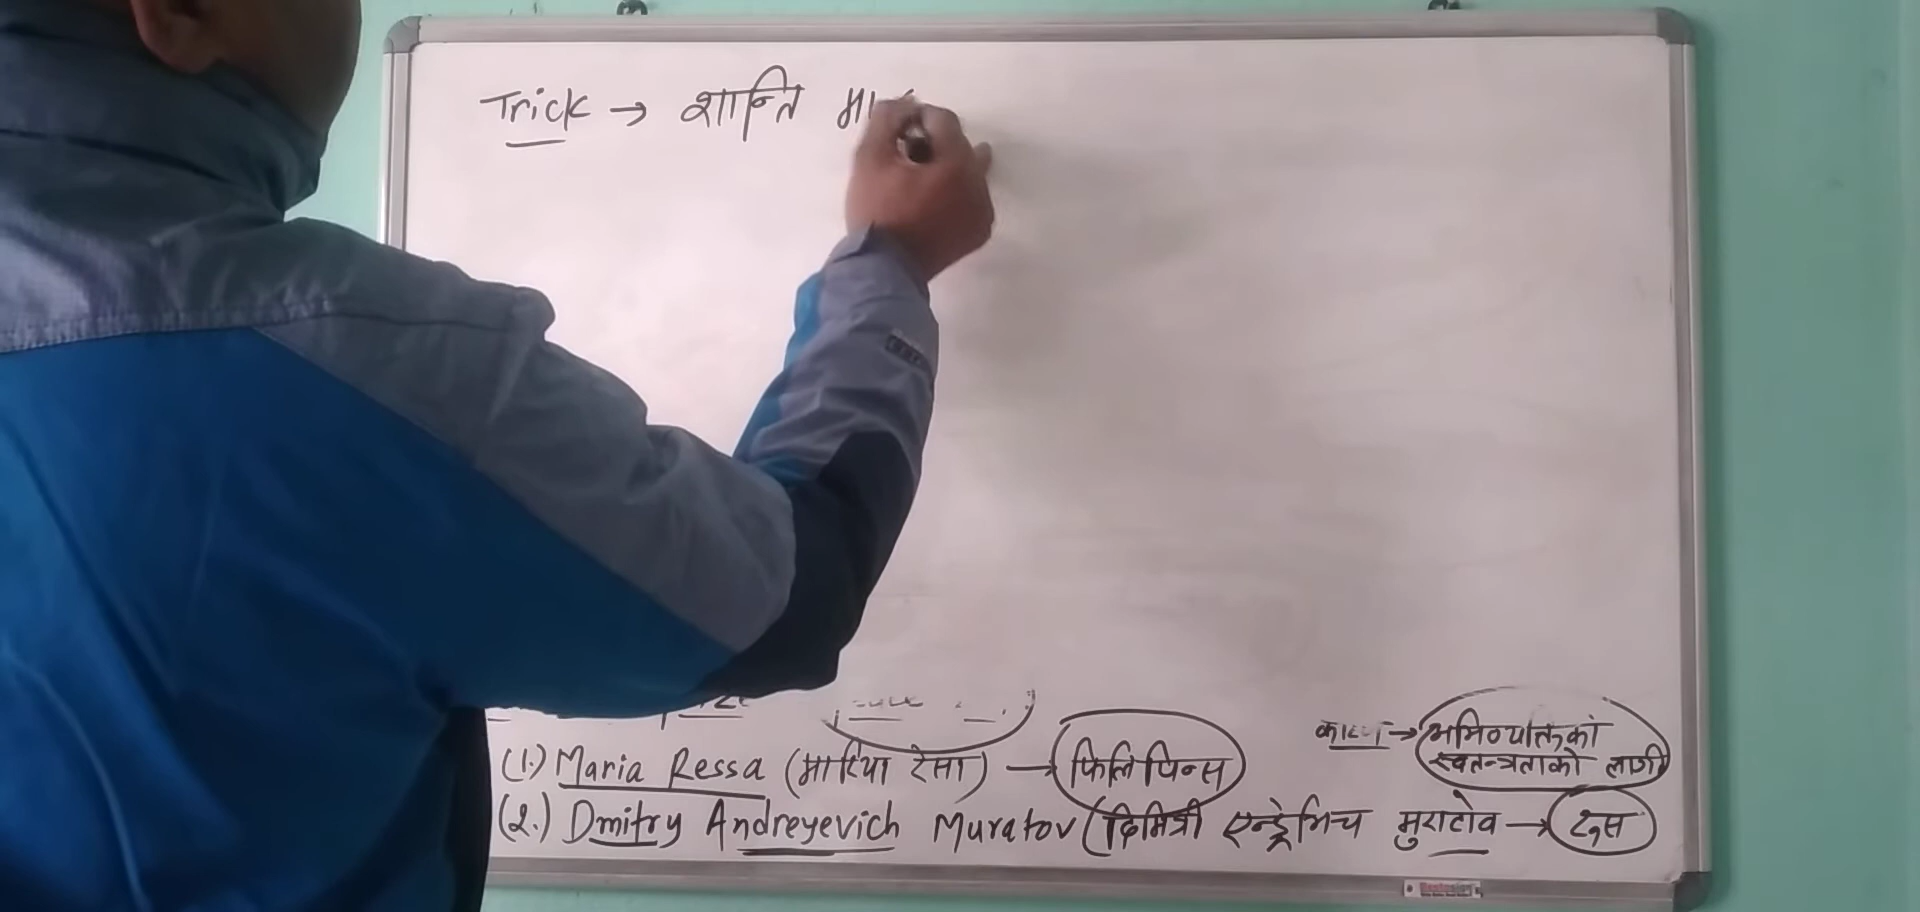 Trick → शान्ति मा
कारण → अभिव्यक्तिको
स्वतन्त्रताको लागी
(1.) Maria Ressa (मारिया रेसा) → फिलिपिन्स
(2.) Dmitry Andreyevich Muratov (दिमित्री एन्ड्रेभिच मुराटोव → रुस